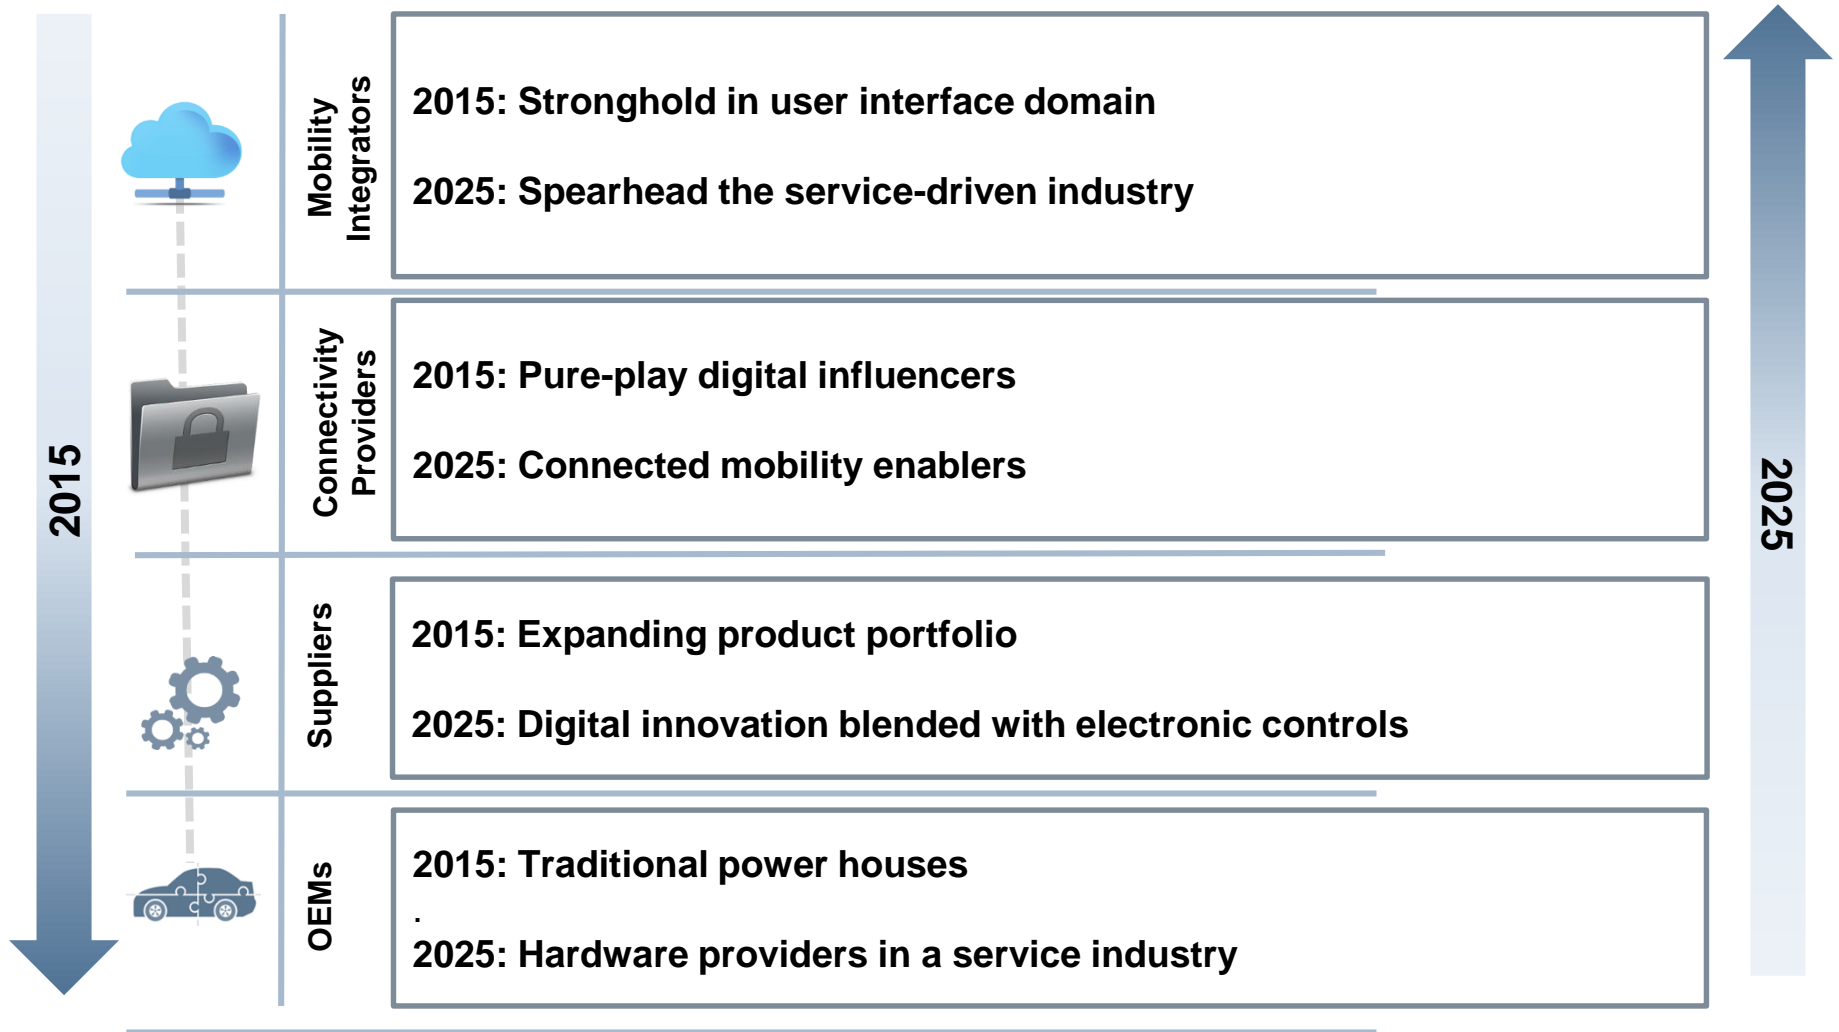 2015
Mobility
Integrators
2015: Stronghold in user interface domain
2025: Spearhead the service-driven industry
Connectivity
Providers
2015: Pure-play digital influencers
2025: Connected mobility enablers
Suppliers
2015: Expanding product portfolio
2025: Digital innovation blended with electronic controls
OEMs
2015: Traditional power houses
.
2025: Hardware providers in a service industry
2025